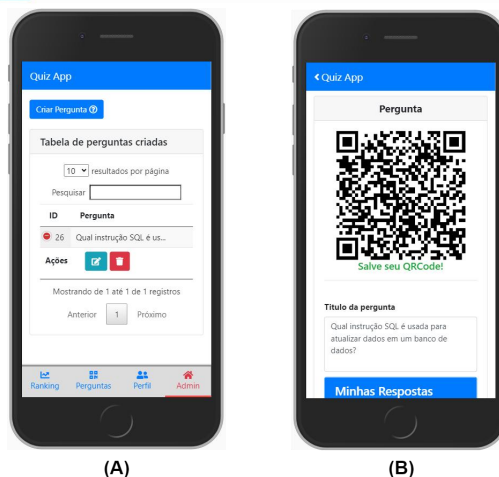 Quiz App
Criar Pergunta
Tabela de perguntas criadas
10 resultados por página
Pesquisar
ID Pergunta
26 Qual instrução SQL é us...
Ações
Mostrando de 1 até 1 de 1 registros
Anterior 1 Próximo
Ranking Perguntas Perfil Admin
(A)
Quiz App
Pergunta
Salve seu QRCode!
Título da pergunta
Qual instrução SQL é usada para
atualizar dados em um banco de
dados?
Minhas Respostas
(B)